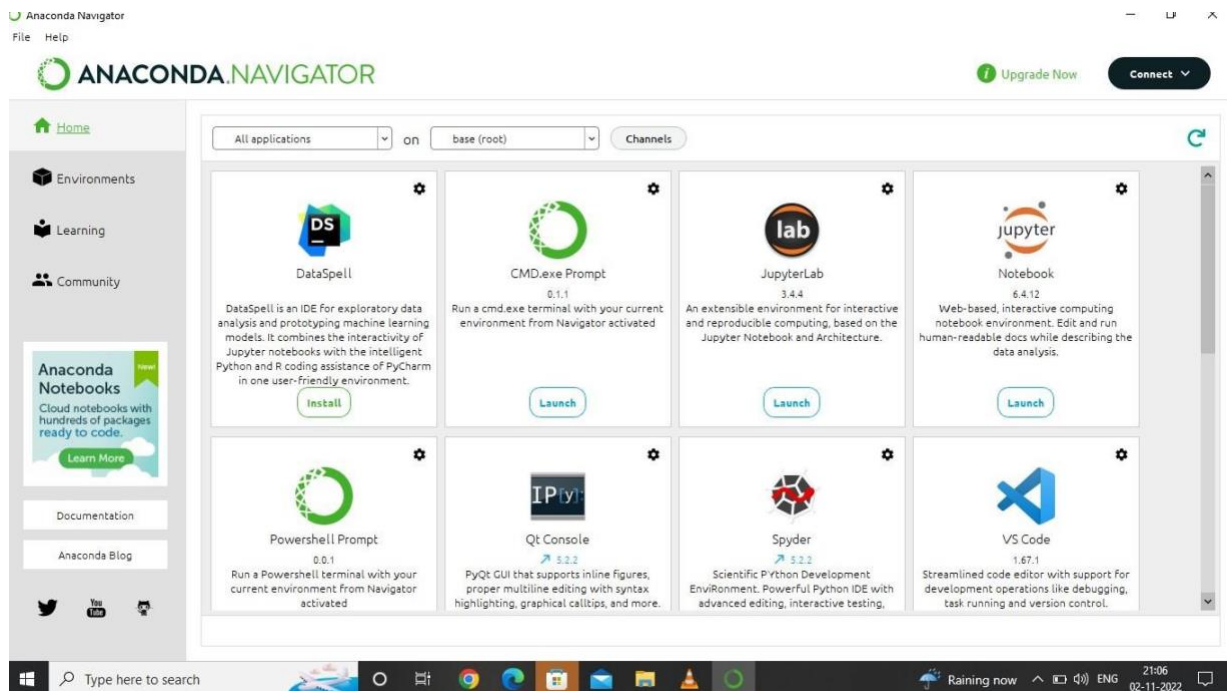 Anaconda Navigator
File Help
ANACONDA.NAVIGATOR
Upgrade Now
Connect
Home
Environments
Learning
Community
Anaconda Notebooks
New!
Cloud notebooks with
hundreds of packages
ready to code.
Learn More
Documentation
Anaconda Blog
You
Tube
All applications on base (root) Channels
DS
DataSpell
DataSpell is an IDE for exploratory data
analysis and prototyping machine learning
models. It combines the interactivity of
Jupyter notebooks with the intelligent
Python and R coding assistance of PyCharm
in one user-friendly environment.
Install
CMD.exe Prompt
0.1.1
Run a cmd.exe terminal with your current
environment from Navigator activated
Launch
lab
JupyterLab
3.4.4
An extensible environment for interactive
and reproducible computing, based on the
Jupyter Notebook and Architecture.
Launch
jupyter
Notebook
6.4.12
Web-based, interactive computing
notebook environment. Edit and run
human-readable docs while describing the
data analysis.
Launch
Powershell Prompt
0.0.1
Run a Powershell terminal with your
current environment from Navigator
activated
IP[y]:
Qt Console
5.2.2
PyQt GUI that supports inline figures,
proper multiline editing with syntax
highlighting, graphical calltips, and more.
Spyder
5.2.2
Scientific PYthon Development
EnviRonment. Powerful Python IDE with
advanced editing, interactive testing,
VS Code
1.67.1
Streamlined code editor with support for
development operations like debugging,
task running and version control.
Type here to search
Raining now
ENG
21:06
02-11-2022